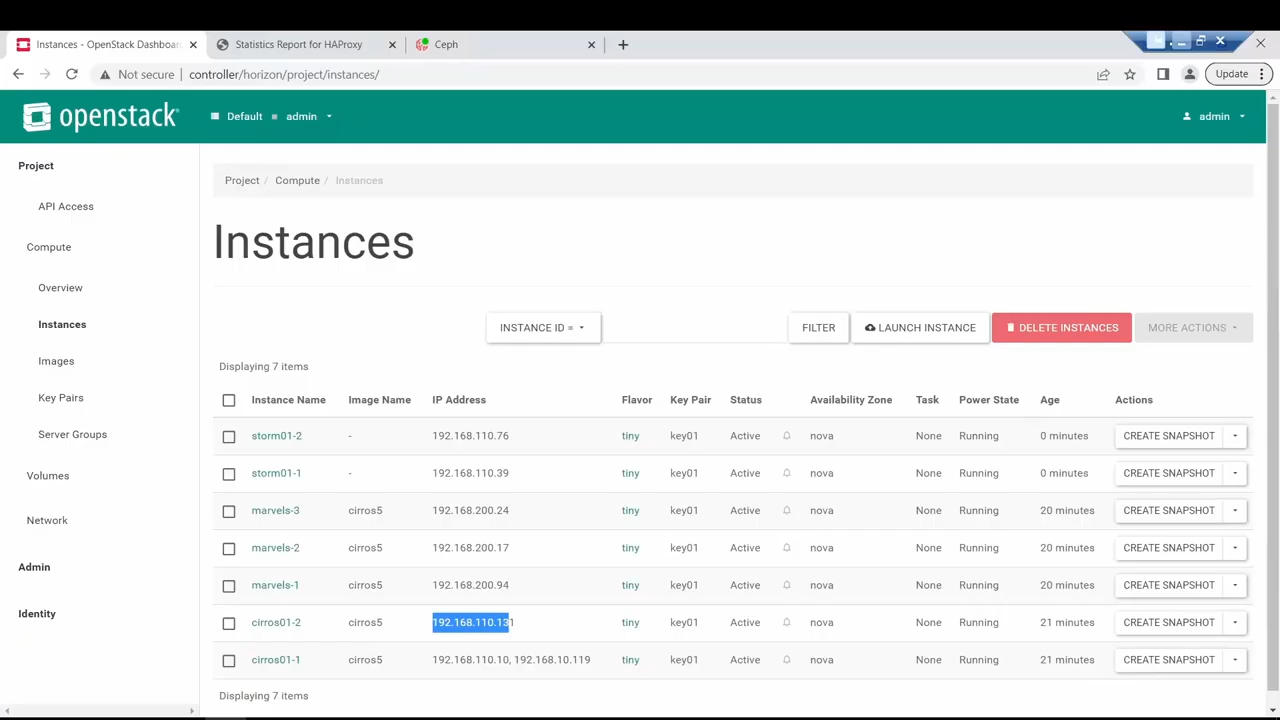 Instances - OpenStack Dashboar
Statistics Report for HAProxy
Ceph
Not secure | controller/horizon/project/instances/
Update
openstack
Default admin
admin
Project
API Access
Compute
Overview
Instances
Images
Key Pairs
Server Groups
Volumes
Network
Admin
Identity
Project / Compute / Instances
Instances
INSTANCE ID = FILTER LAUNCH INSTANCE DELETE INSTANCES MORE ACTIONS
Displaying 7 items
Instance Name Image Name IP Address Flavor Key Pair Status Availability Zone Task Power State Age Actions
storm01-2 - 192.168.110.76 tiny key01 Active nova None Running 0 minutes CREATE SNAPSHOT
storm01-1 - 192.168.110.39 tiny key01 Active nova None Running 0 minutes CREATE SNAPSHOT
marvels-3 cirros5 192.168.200.24 tiny key01 Active nova None Running 20 minutes CREATE SNAPSHOT
marvels-2 cirros5 192.168.200.17 tiny key01 Active nova None Running 20 minutes CREATE SNAPSHOT
marvels-1 cirros5 192.168.200.94 tiny key01 Active nova None Running 20 minutes CREATE SNAPSHOT
cirros01-2 cirros5 192.168.110.131 tiny key01 Active nova None Running 21 minutes CREATE SNAPSHOT
cirros01-1 cirros5 192.168.110.10, 192.168.10.119 tiny key01 Active nova None Running 21 minutes CREATE SNAPSHOT
Displaying 7 items